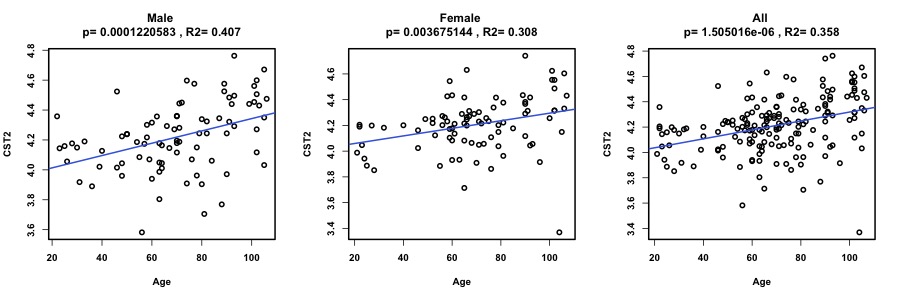 Male
p= 0.0001220583 , R2= 0.407
CST2
4.8
4.6
4.4
4.2
4.0
3.8
3.6
20 40 60 80 100
Age
Female
p= 0.003675144 , R2= 0.308
CST2
4.6
4.4
4.2
4.0
3.8
3.6
3.4
20 40 60 80 100
Age
All
p= 1.505016e-06 , R2= 0.358
CST2
4.8
4.6
4.4
4.2
4.0
3.8
3.6
3.4
20 40 60 80 100
Age